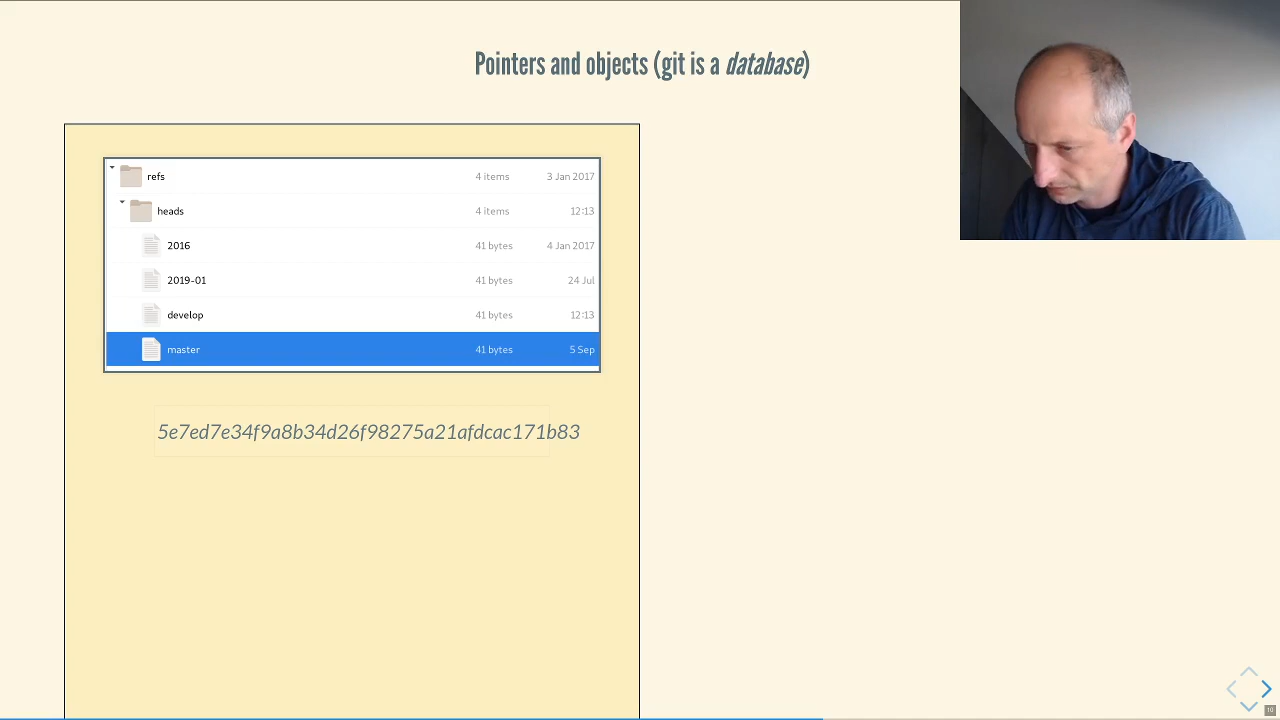 Pointers and objects (git is a database)
refs 4 items 3 Jan 2017
heads 4 items 12:13
2016 41 bytes 4 Jan 2017
2019-01 41 bytes 24 Jul
develop 41 bytes 12:13
master 41 bytes 5 Sep
5e7ed7e34f9a8b34d26f98275a21afdcac171b83
10